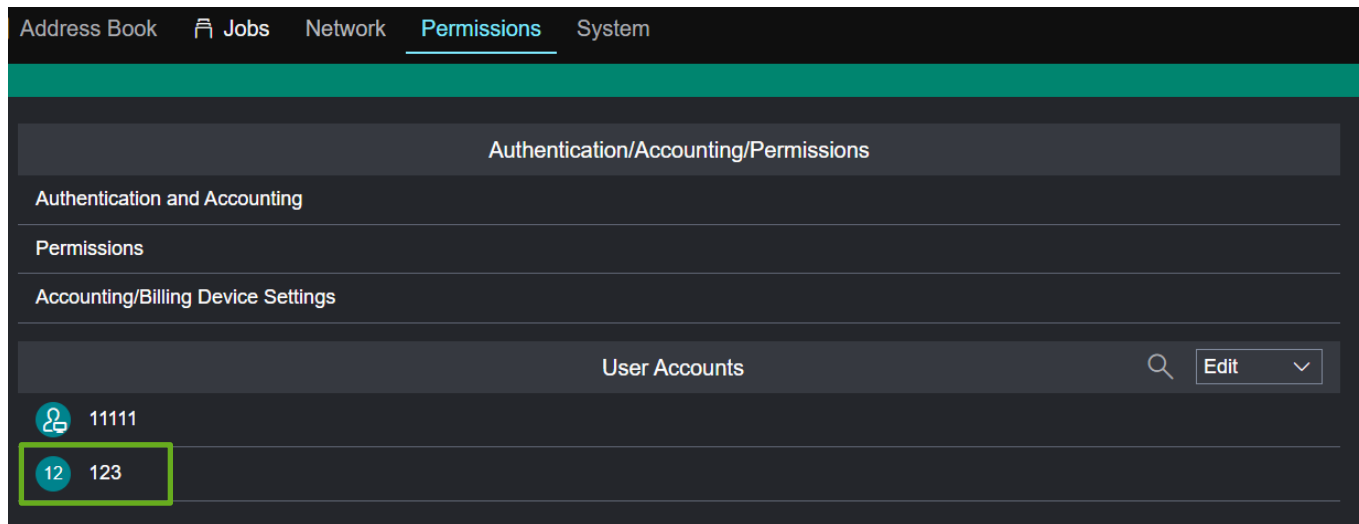 Address Book Jobs Network Permissions System
Authentication/Accounting/Permissions
Authentication and Accounting
Permissions
Accounting/Billing Device Settings
User Accounts Edit
11111
12 123